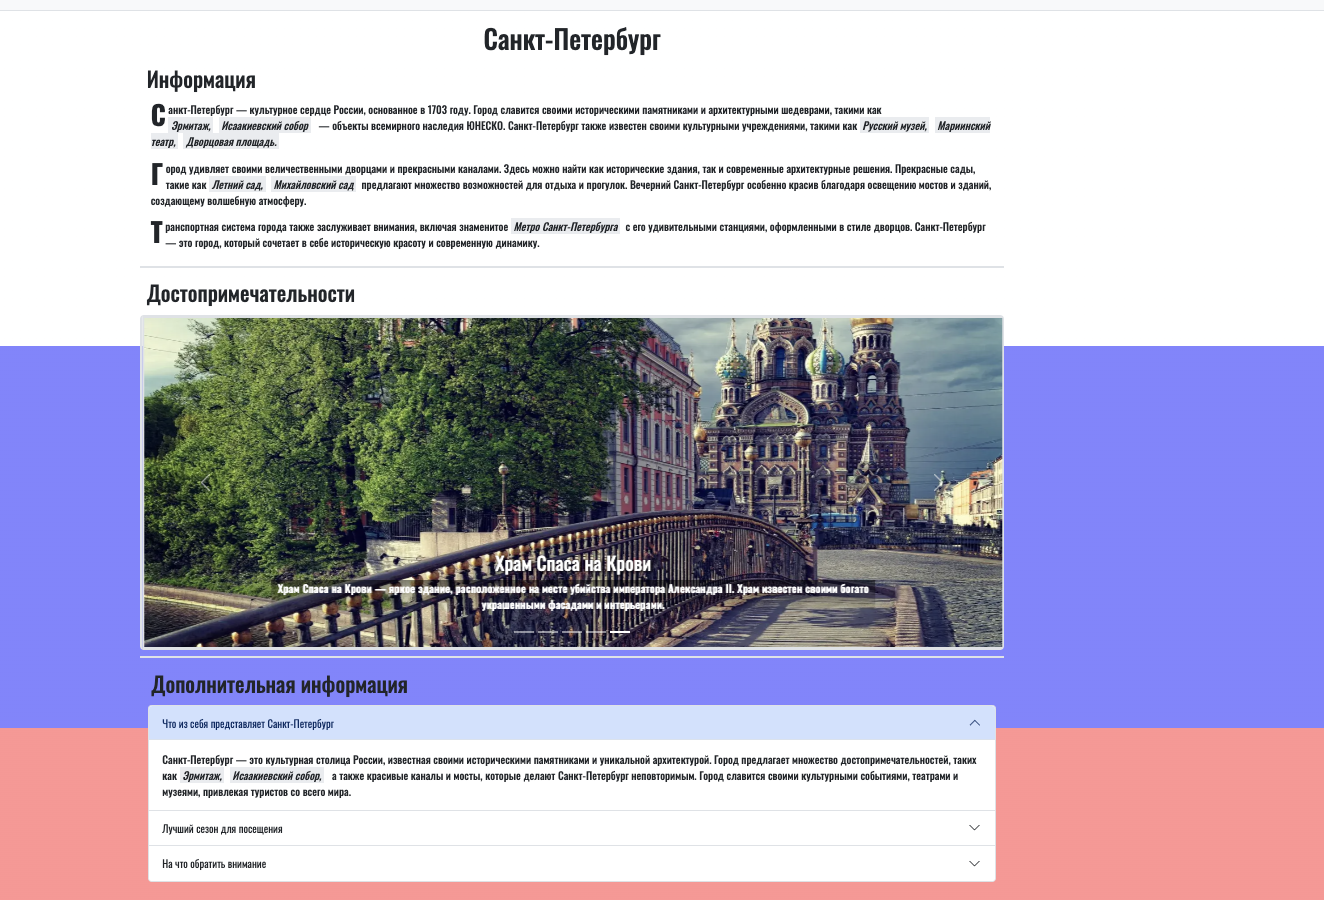 Санкт-Петербург
Информация
Санкт-Петербург — культурное сердце России, основанное в 1703 году. Город славится своими историческими памятниками и архитектурными шедеврами, такими как
Эрмитаж, Исаакиевский собор — объекты всемирного наследия ЮНЕСКО. Санкт-Петербург также известен своими культурными учреждениями, такими как Русский музей, Мариинский
театр, Дворцовая площадь.
Город удивляет своими величественными дворцами и прекрасными каналами. Здесь можно найти как исторические здания, так и современные архитектурные решения. Прекрасные сады,
такие как Летний сад, Михайловский сад предлагают множество возможностей для отдыха и прогулок. Вечерний Санкт-Петербург особенно красив благодаря освещению мостов и зданий,
создающему волшебную атмосферу.
Транспортная система города также заслуживает внимания, включая знаменитое Метро Санкт-Петербурга с его удивительными станциями, оформленными в стиле дворцов. Санкт-Петербург
— это город, который сочетает в себе историческую красоту и современную динамику.
Достопримечательности
Храм Спаса на Крови
Храм Спаса на Крови — яркое здание, расположенное на месте убийства императора Александра II. Храм известен своими богато
украшенными фасадами и интерьерами.
Дополнительная информация
Что из себя представляет Санкт-Петербург
Санкт-Петербург — это культурная столица России, известная своими историческими памятниками и уникальной архитектурой. Город предлагает множество достопримечательностей, таких
как Эрмитаж, Исаакиевский собор, а также красивые каналы и мосты, которые делают Санкт-Петербург неповторимым. Город славится своими культурными событиями, театрами и
музеями, привлекая туристов со всего мира.
Лучший сезон для посещения
На что обратить внимание